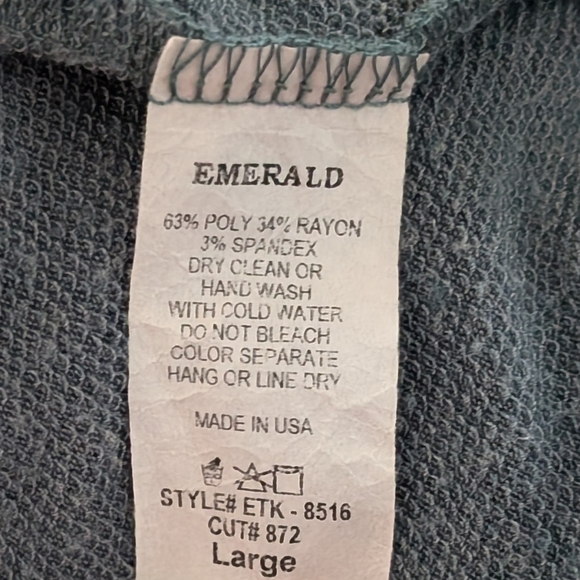 EMERALD
63% POLY 34% RAYON
3% SPANDEX
DRY CLEAN OR
HAND WASH
WITH COLD WATER
DO NOT BLEACH
COLOR SEPARATE
HANG OR LINE DRY
MADE IN USA
STYLE# ETK - 8516
CUT# 872
Large